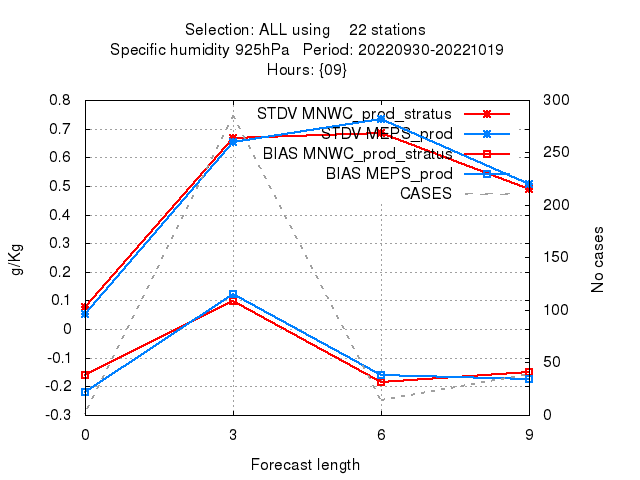 Selection: ALL using 22 stations
Specific humidity 925hPa Period: 20220930-20221019
Hours: {09}
0.8
0.7
0.6
0.5
0.4
0.3
0.2
0.1
0
-0.1
-0.2
-0.3
g/Kg
STDV MNWC_prod_stratus
STDV MEPS_prod
BIAS MNWC_prod_stratus
BIAS MEPS_prod
CASES
300
250
200
150
100
50
0
No cases
0 3 6 9
Forecast length